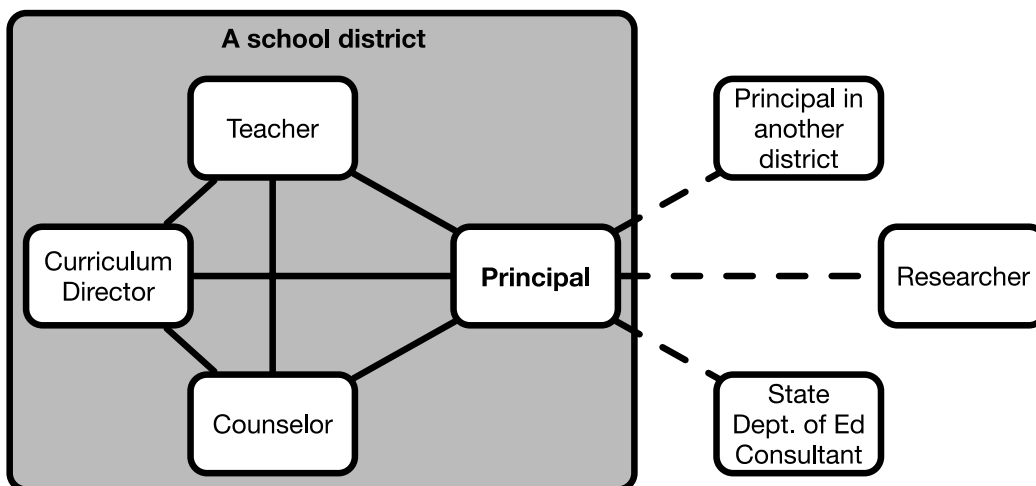 A school district
Teacher
Principal in
another
district
Curriculum
Director
Principal
Researcher
Counselor
State
Dept. of Ed
Consultant